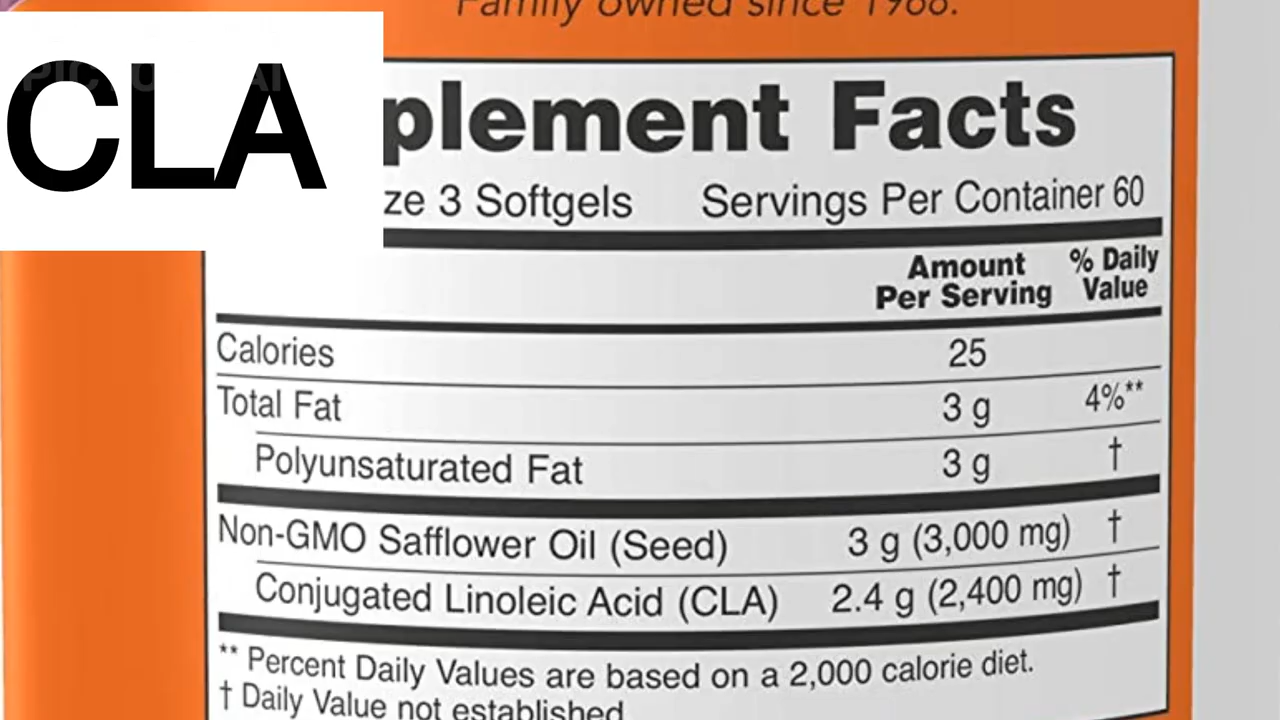 Family owned since 1968.
CLA
plement Facts
ze 3 Softgels Servings Per Container 60
Amount Per Serving % Daily Value
Calories 25
Total Fat 3 g 4%**
Polyunsaturated Fat 3 g †
Non-GMO Safflower Oil (Seed) 3 g (3,000 mg) †
Conjugated Linoleic Acid (CLA) 2.4 g (2,400 mg) †
** Percent Daily Values are based on a 2,000 calorie diet.
† Daily Value not established.